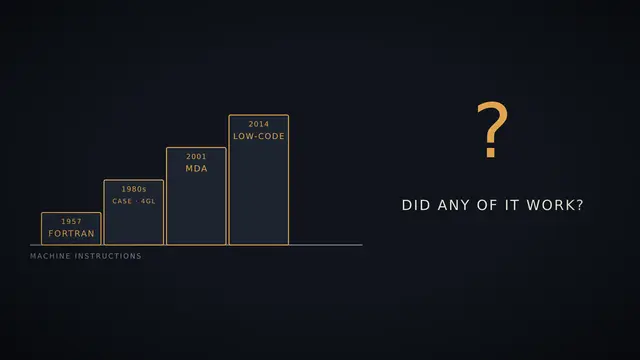 1957
FORTRAN
1980s
CASE · 4GL
2001
MDA
2014
LOW-CODE
MACHINE INSTRUCTIONS
?
DID ANY OF IT WORK?